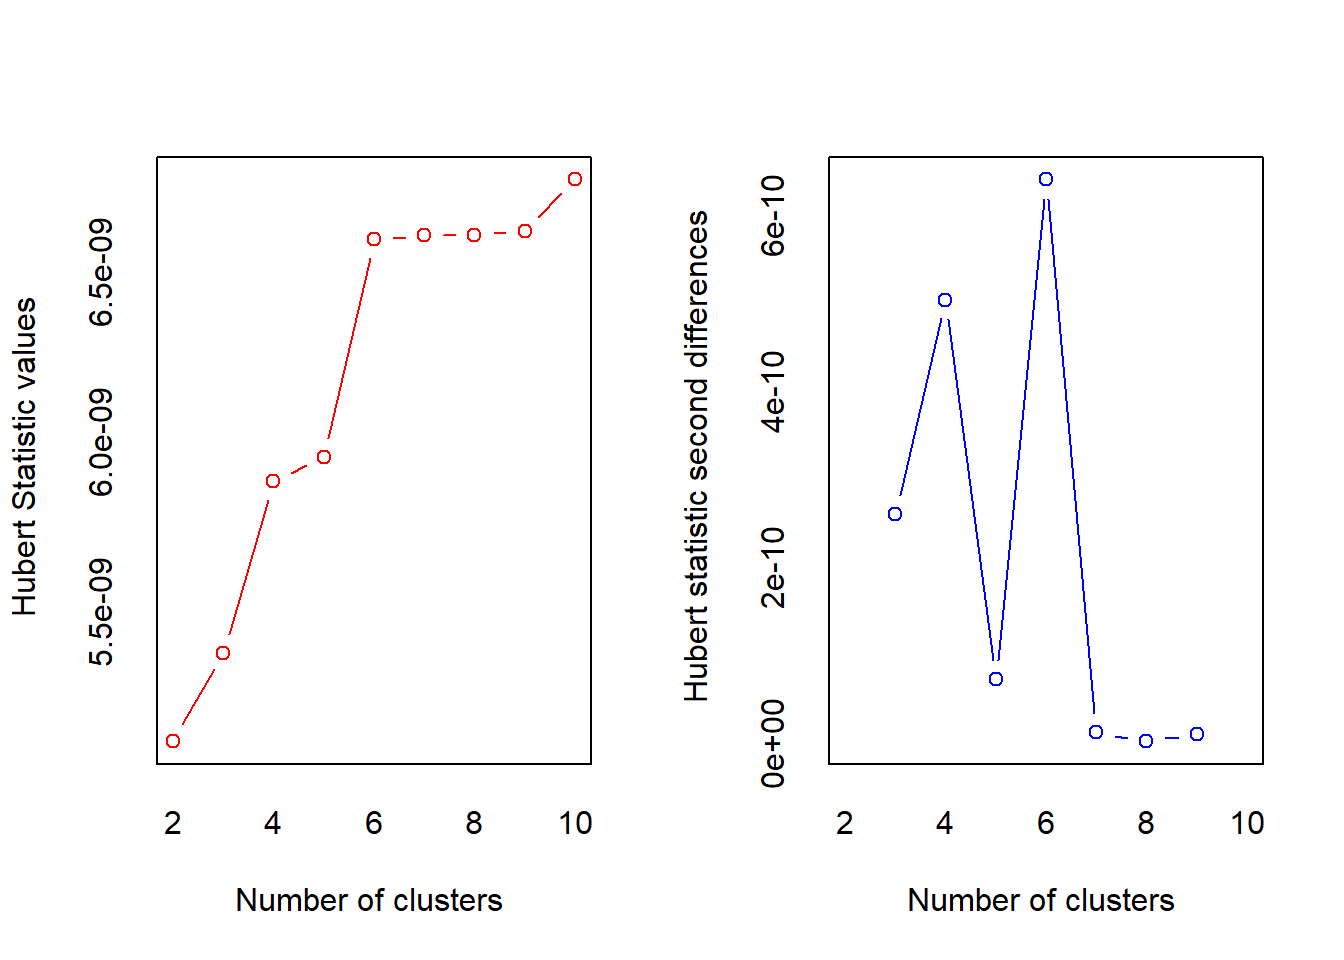 Hubert Statistic values
6.5e-09
6.0e-09
5.5e-09
2 4 6 8 10
Number of clusters
Hubert statistic second differences
6e-10
4e-10
2e-10
0e+00
2 4 6 8 10
Number of clusters